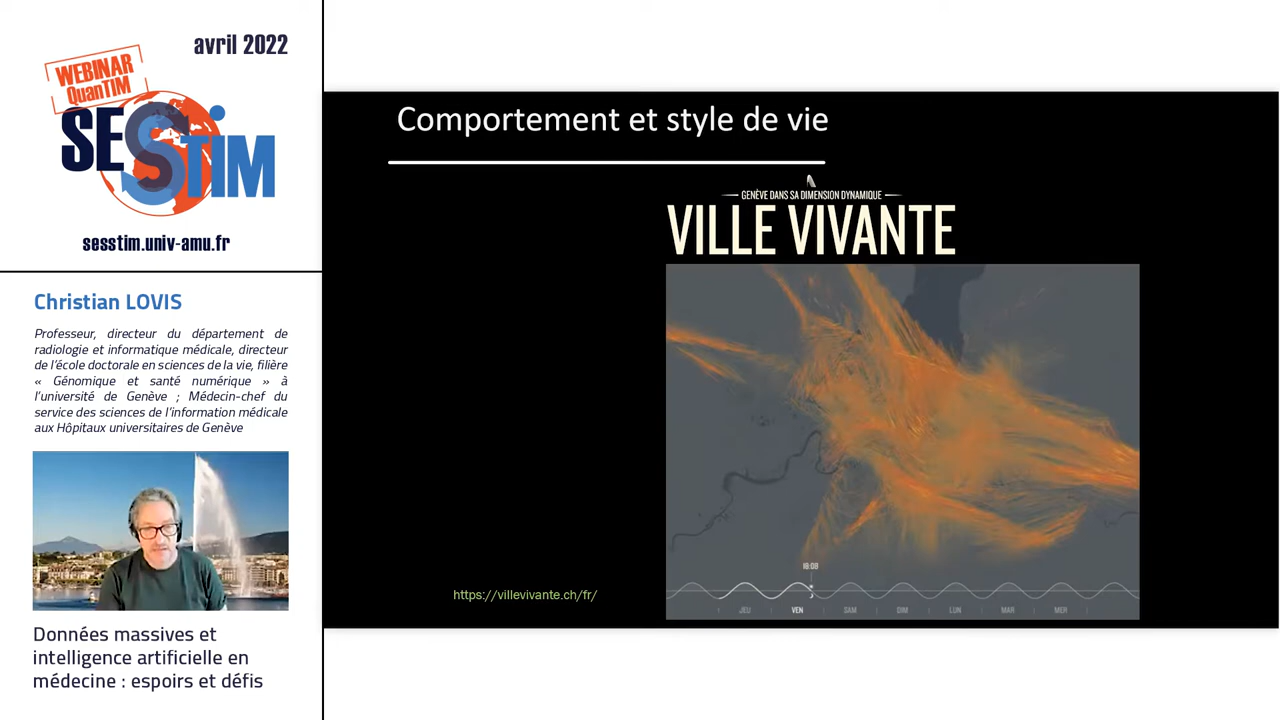 avril 2022
WEBINAR
QuanTIM
SESSTIM
sesstim.univ-amu.fr
Christian LOVIS
Professeur, directeur du département de
radiologie et informatique médicale, directeur
de l'école doctorale en sciences de la vie, filière
« Génomique et santé numérique » à
l'université de Genève ; Médecin-chef du
service des sciences de l'information médicale
aux Hôpitaux universitaires de Genève
Données massives et
intelligence artificielle en
médecine : espoirs et défis
Comportement et style de vie
GENÈVE DANS SA DIMENSION DYNAMIQUE
VILLE VIVANTE
18:08
JEU VEN SAM DIM LUN MAR MER
https://villevivante.ch/fr/